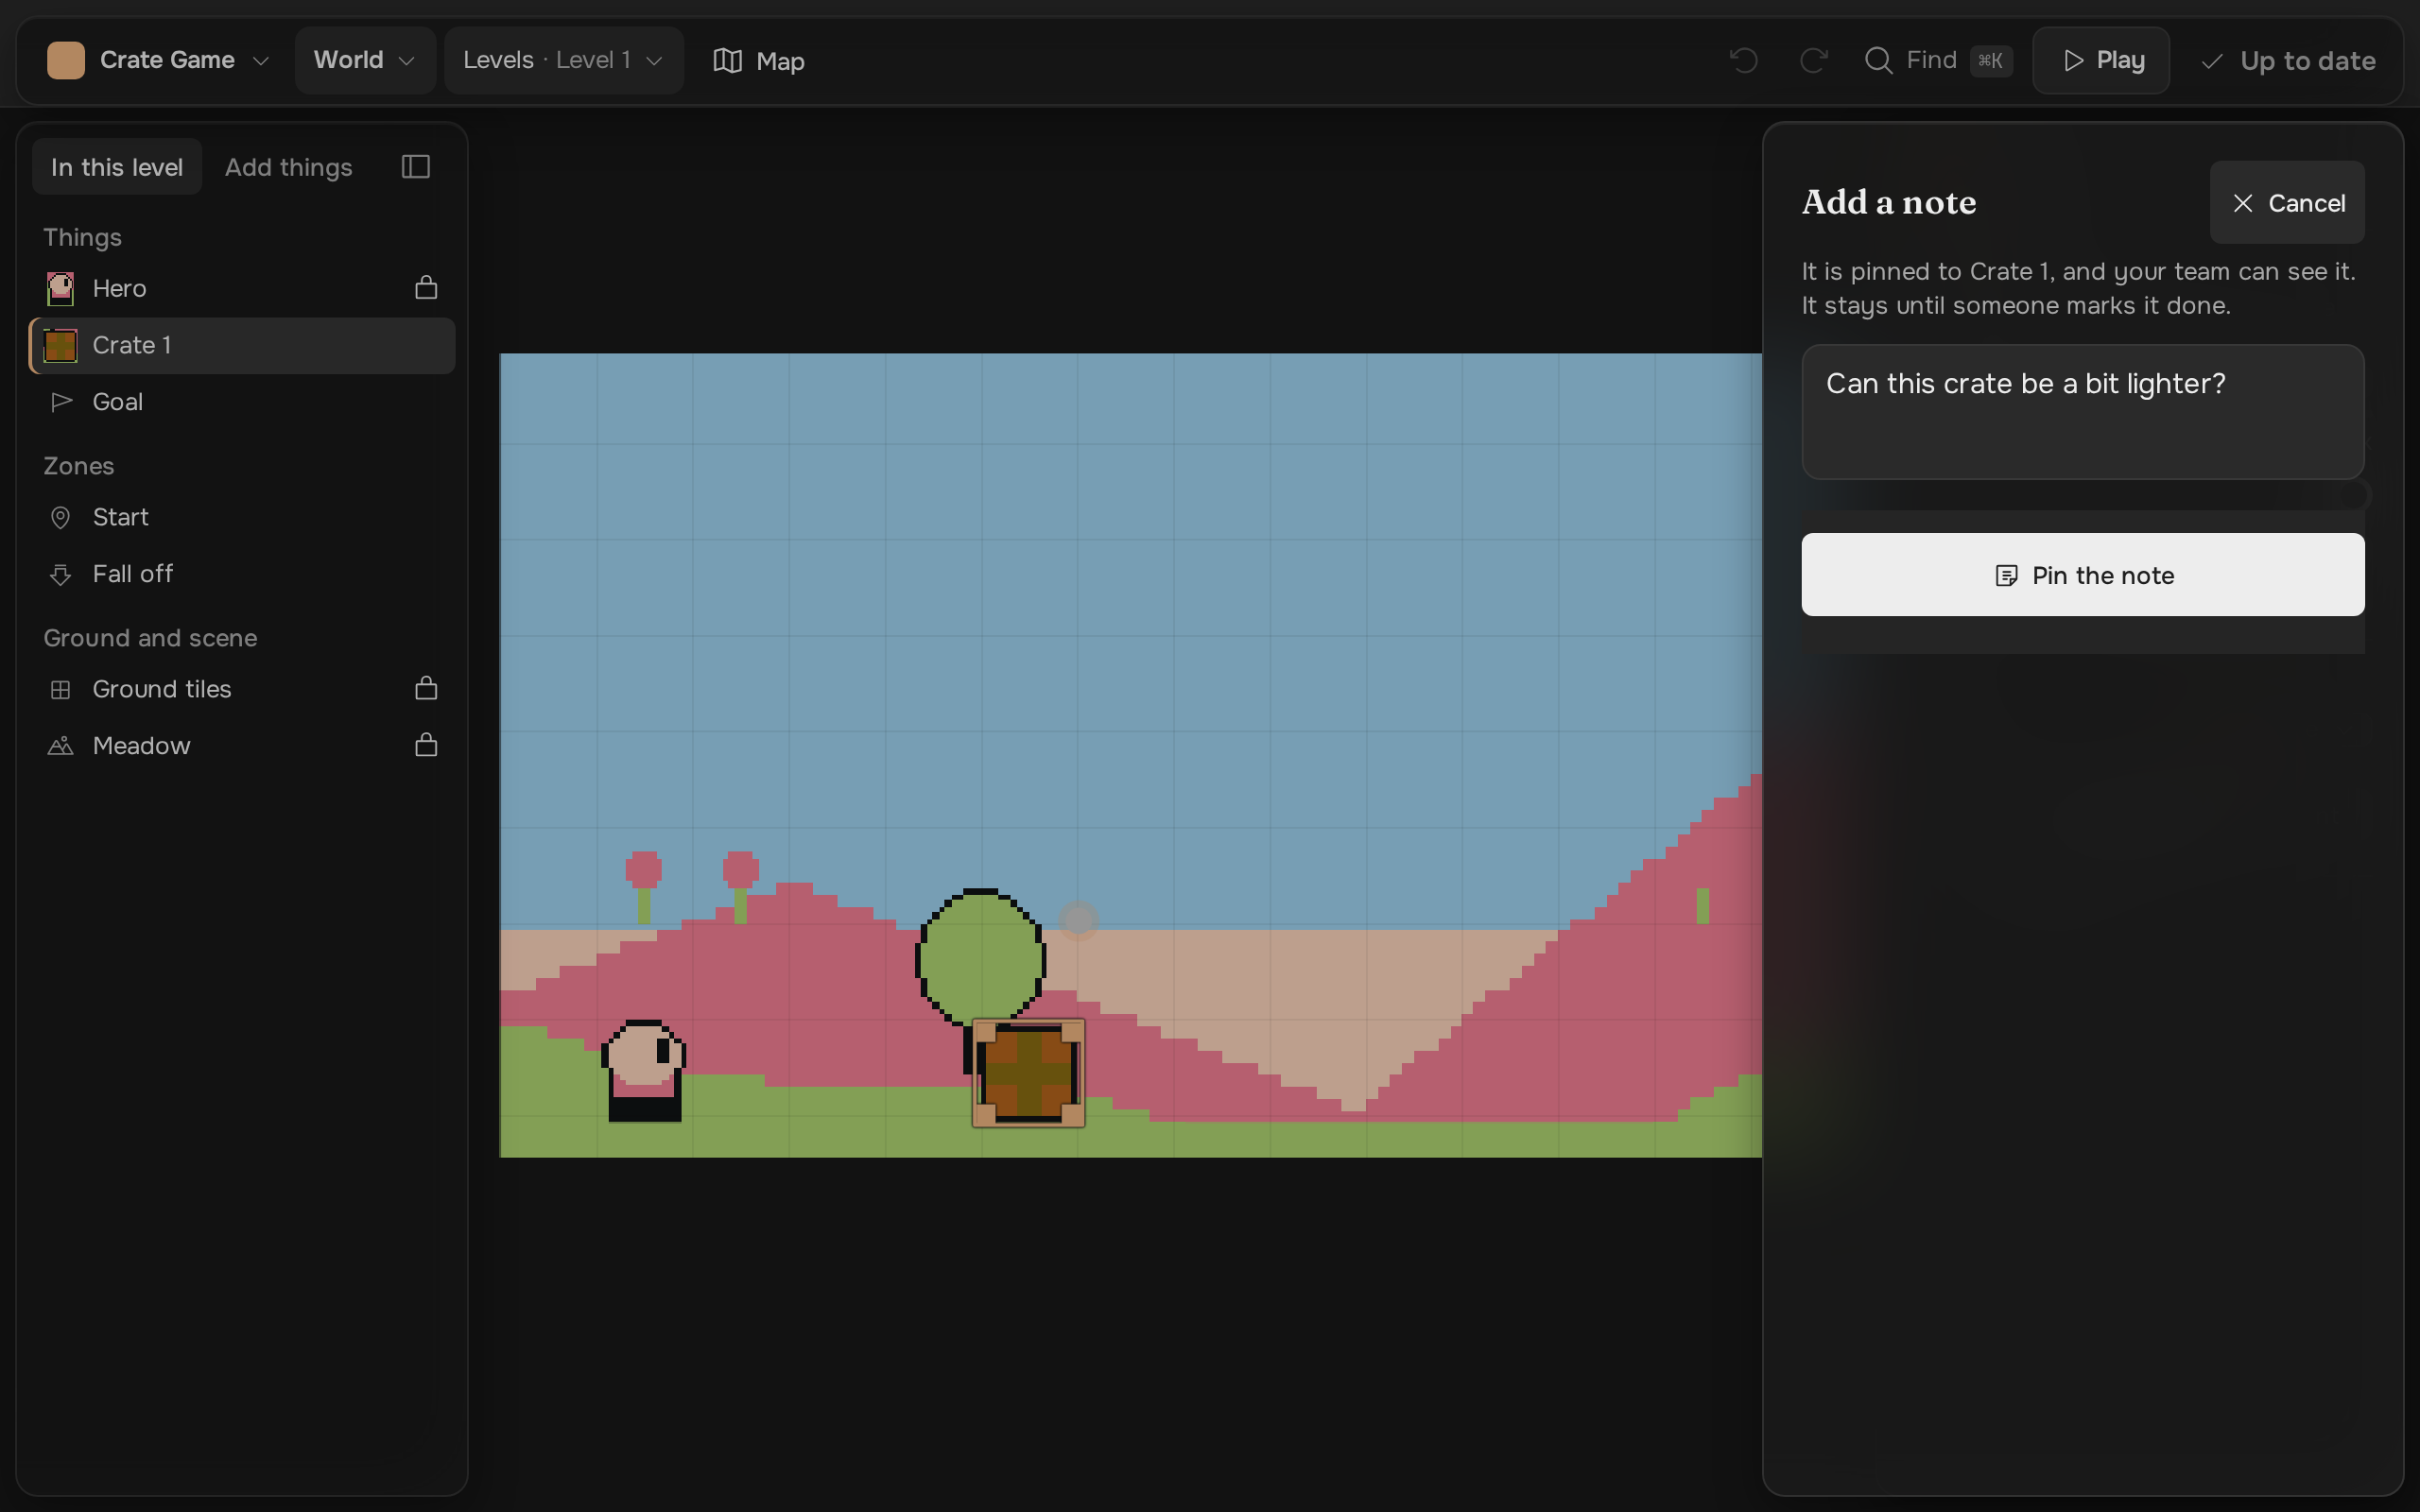 Crate Game
World
Levels · Level 1
Map
Find ⌘K
Play
Up to date
In this level
Add things
Things
Hero
Crate 1
Goal
Zones
Start
Fall off
Ground and scene
Ground tiles
Meadow
Add a note
Cancel
It is pinned to Crate 1, and your team can see it.
It stays until someone marks it done.
Can this crate be a bit lighter?
Pin the note